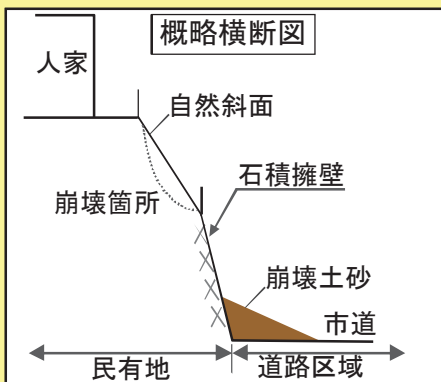 概略横断図
人家
自然斜面
石積擁壁
崩壊箇所
崩壊土砂
市道
民有地
道路区域